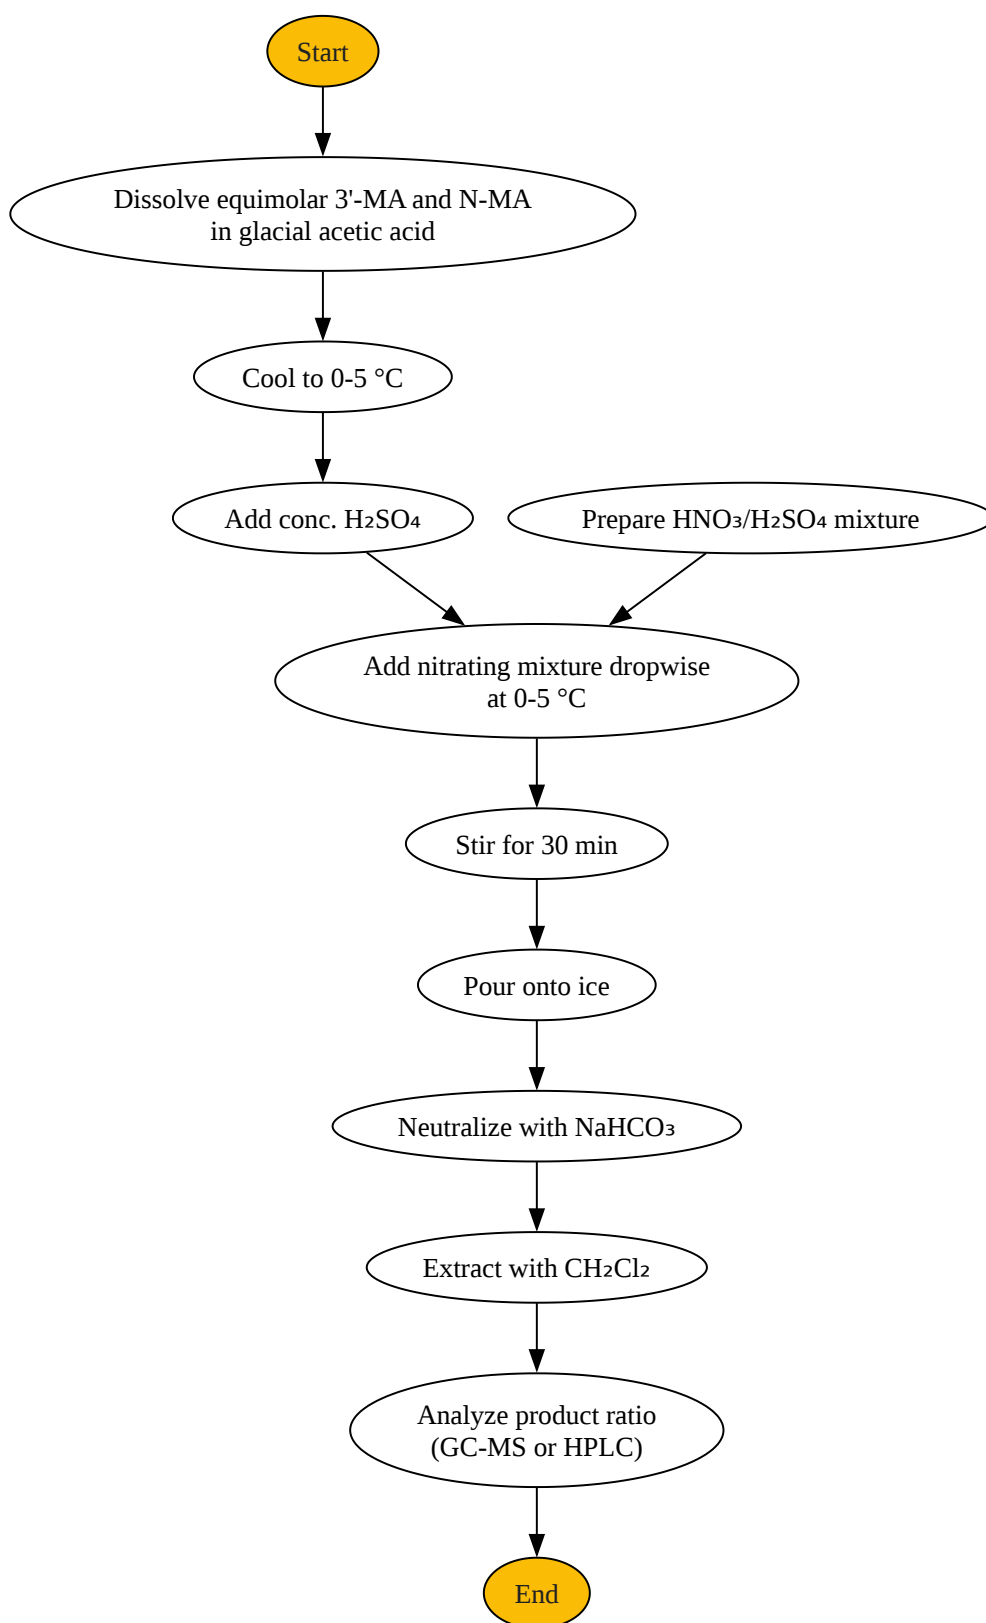 Start
Dissolve equimolar 3'-MA and N-MA
in glacial acetic acid
Cool to 0-5 °C
Add conc. H₂SO₄
Prepare HNO₃/H₂SO₄ mixture
Add nitrating mixture dropwise
at 0-5 °C
Stir for 30 min
Pour onto ice
Neutralize with NaHCO₃
Extract with CH₂Cl₂
Analyze product ratio
(GC-MS or HPLC)
End